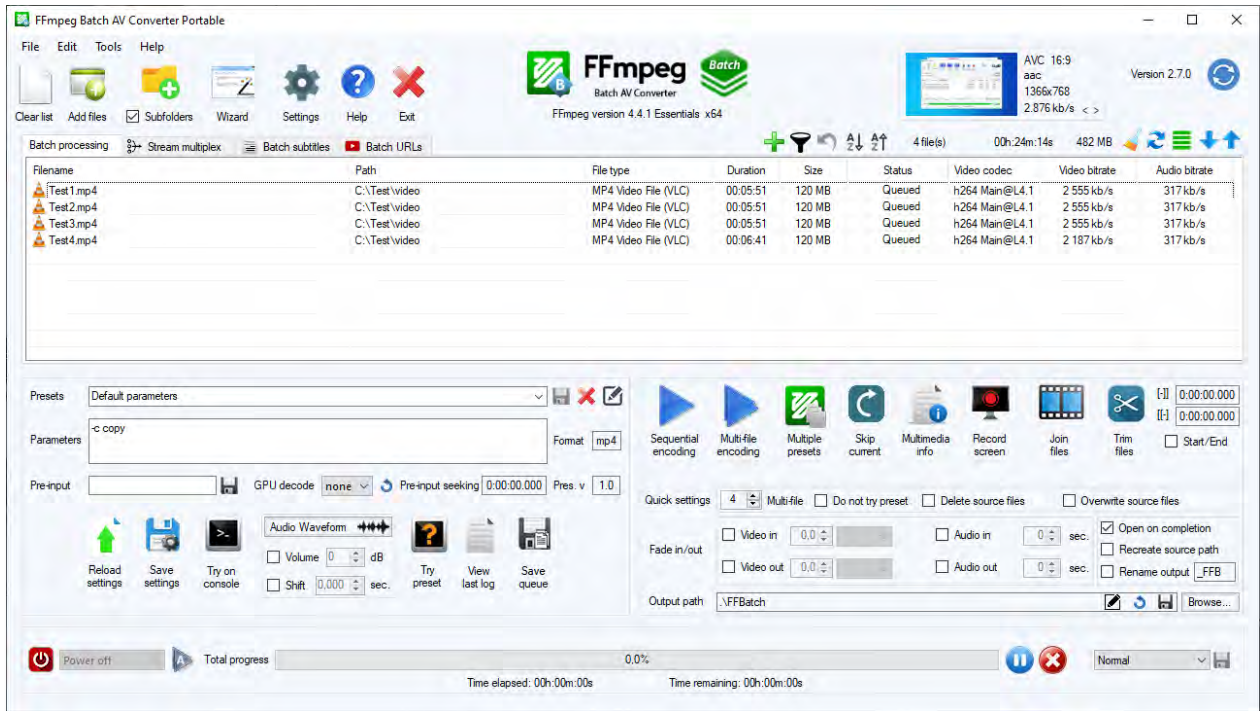 FFmpeg Batch AV Converter Portable
File Edit Tools Help
FFmpeg Batch
Batch AV Converter
FFmpeg version 4.4.1 Essentials x64
AVC 16:9
aac
1366x768
2.876 kb/s < >
Version 2.7.0
Clear list Add files Subfolders Wizard Settings Help Exit
Batch processing Stream multiplex Batch subtitles Batch URLs
4 file(s) 00h:24m:14s 482 MB
Filename Path File type Duration Size Status Video codec Video bitrate Audio bitrate
Test1.mp4 C:\Test\video MP4 Video File (VLC) 00:05:51 120 MB Queued h264 Main@L4.1 2 555 kb/s 317 kb/s
Test2.mp4 C:\Test\video MP4 Video File (VLC) 00:05:51 120 MB Queued h264 Main@L4.1 2 555 kb/s 317 kb/s
Test3.mp4 C:\Test\video MP4 Video File (VLC) 00:05:51 120 MB Queued h264 Main@L4.1 2 555 kb/s 317 kb/s
Test4.mp4 C:\Test\video MP4 Video File (VLC) 00:06:41 120 MB Queued h264 Main@L4.1 2 187 kb/s 317 kb/s
Presets Default parameters
Parameters -c copy
Format mp4
Pre-input GPU decode none Pre-input seeking 0:00:00.000 Pres. v 1.0
Reload settings
Save settings
Try on console
Audio Waveform
Volume 0 dB
Shift 0,000 sec.
Try preset
View last log
Save queue
Sequential encoding
Multi-file encoding
Multiple presets
Skip current
Multimedia info
Record screen
Join files
Trim files
[-]] 0:00:00.000
[[-] 0:00:00.000
Start/End
Quick settings 4 Multi-file Do not try preset Delete source files Overwrite source files
Fade in/out
Video in 0,0 Audio in 0 sec.
Video out 0,0 Audio out 0 sec.
Open on completion
Recreate source path
Rename output _FFB
Output path .\FFBatch Browse...
Power off Total progress 0.0% Normal
Time elapsed: 00h:00m:00s Time remaining: 00h:00m:00s